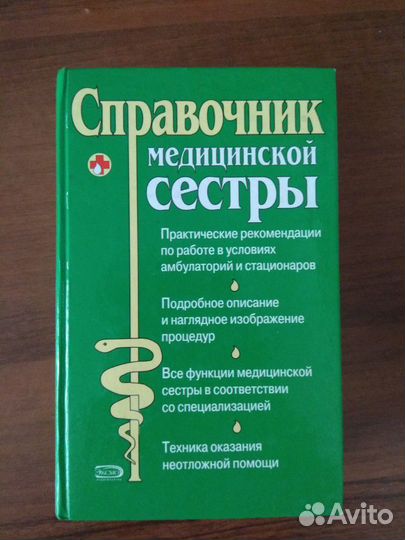 Справочник
медицинской
сестры
Практические рекомендации
по работе в условиях
амбулаторий и стационаров
Подробное описание
и наглядное изображение
процедур
Все функции медицинской
сестры в соответствии
со специализацией
Техника оказания
неотложной помощи
ЭКСМО
Avito